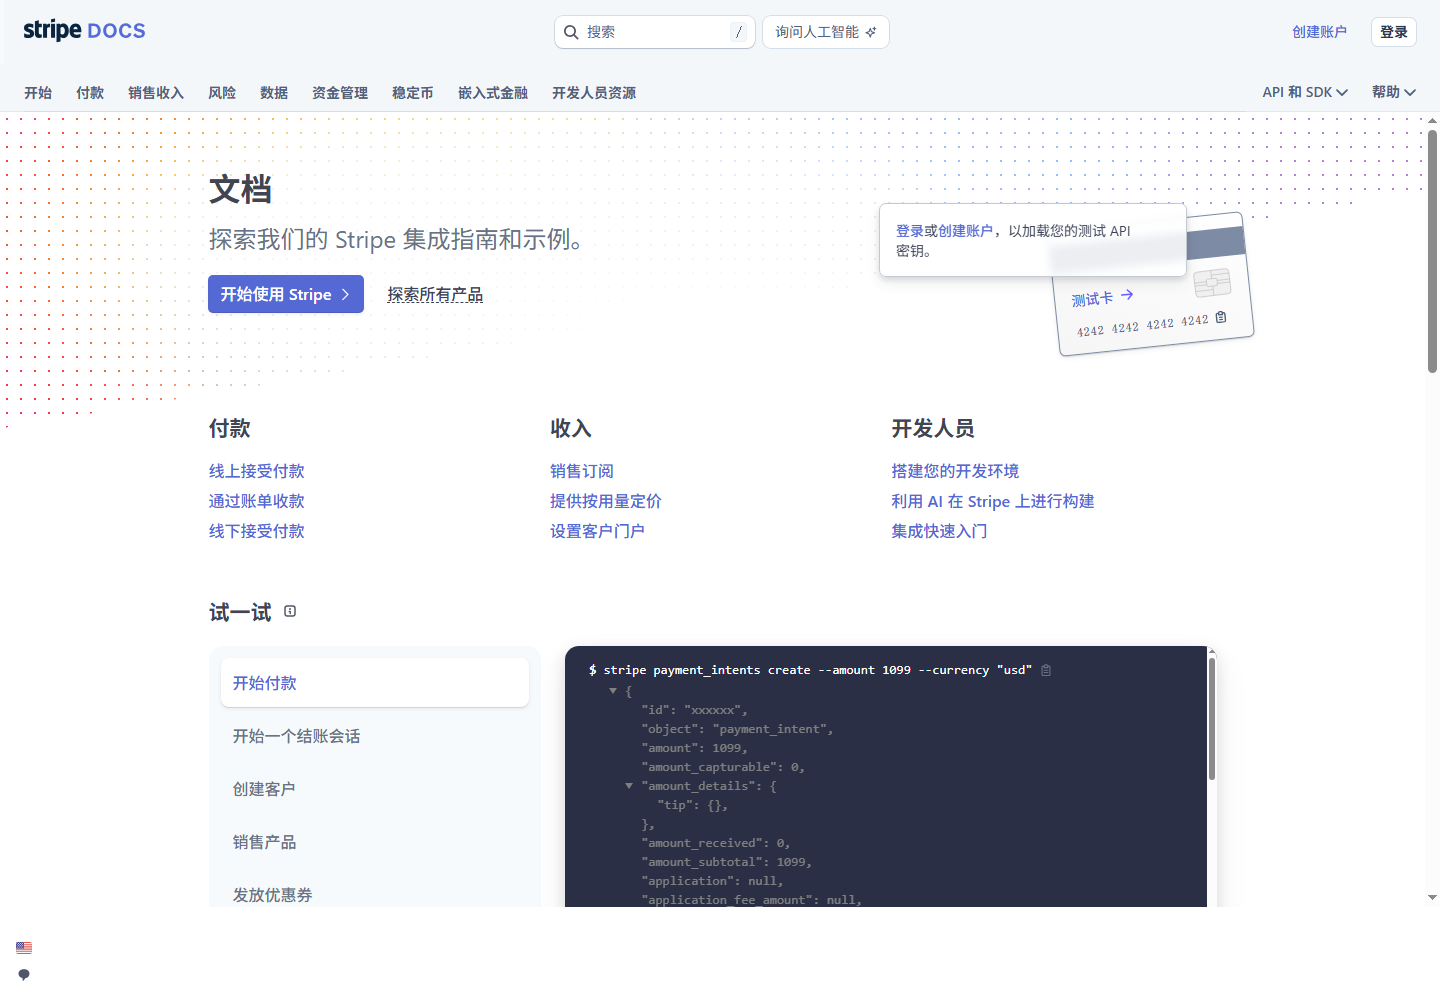 stripe DOCS
搜索 /
询问人工智能
创建账户
登录
开始 付款 销售收入 风险 数据 资金管理 稳定币 嵌入式金融 开发人员资源
API 和 SDK 帮助
文档
探索我们的 Stripe 集成指南和示例。
开始使用 Stripe
探索所有产品
登录或创建账户，以加载您的测试 API
密钥。
测试卡
4242 4242 4242 4242
付款
线上接受付款
通过账单收款
线下接受付款
收入
销售订阅
提供按用量定价
设置客户门户
开发人员
搭建您的开发环境
利用 AI 在 Stripe 上进行构建
集成快速入门
试一试
开始付款
开始一个结账会话
创建客户
销售产品
发放优惠券
$ stripe payment_intents create --amount 1099 --currency "usd"
{
"id": "xxxxxx",
"object": "payment_intent",
"amount": 1099,
"amount_capturable": 0,
"amount_details": {
"tip": {},
},
"amount_received": 0,
"amount_subtotal": 1099,
"application": null,
"application_fee_amount": null,